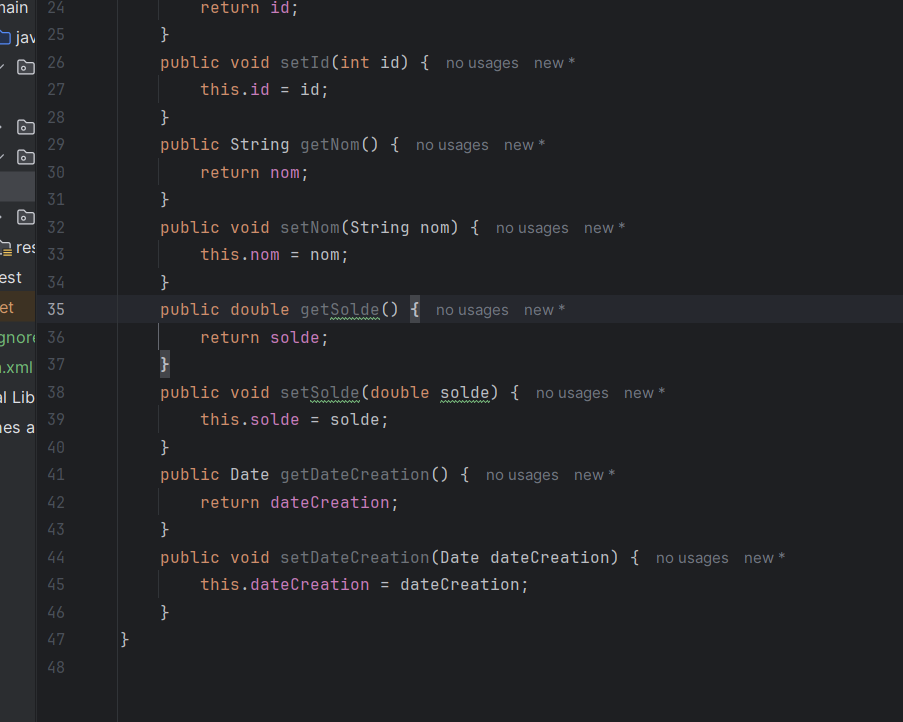 main
24 return id;
jav
25 }
26 public void setId(int id) { no usages new *
27 this.id = id;
28 }
29 public String getNom() { no usages new *
30 return nom;
31 }
32 public void setNom(String nom) { no usages new *
res
33 this.nom = nom;
est
34 }
et
35 public double getSolde() { no usages new *
gnore
36 return solde;
.xml
37 }
al Lib
38 public void setSolde(double solde) { no usages new *
nes a
39 this.solde = solde;
40 }
41 public Date getDateCreation() { no usages new *
42 return dateCreation;
43 }
44 public void setDateCreation(Date dateCreation) { no usages new *
45 this.dateCreation = dateCreation;
46 }
47 }
48